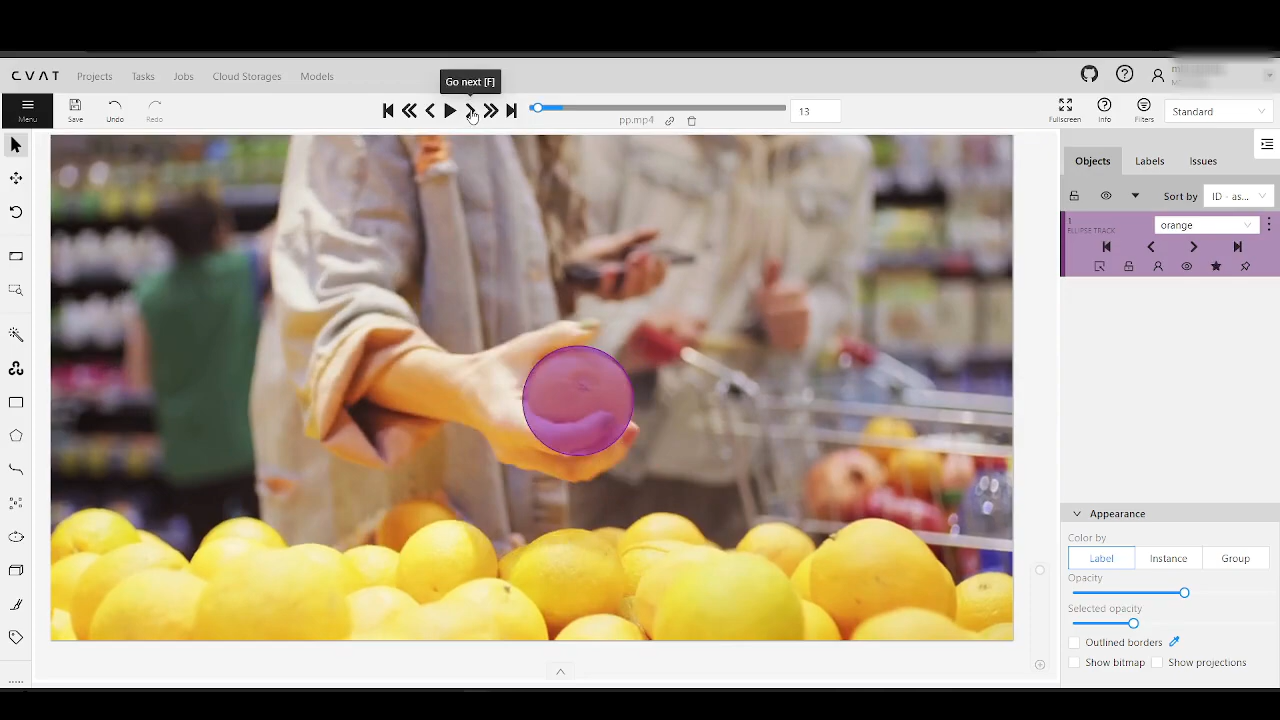 Go next [F]
CVAT Projects Tasks Jobs Cloud Storages Models
Menu Save Undo Redo
pp.mp4
13
Fullscreen Info Filters Standard
Objects Labels Issues
Sort by ID - as...
1
ELLIPSE TRACK
orange
Appearance
Color by
Label Instance Group
Opacity
Selected opacity
Outlined borders
Show bitmap Show projections